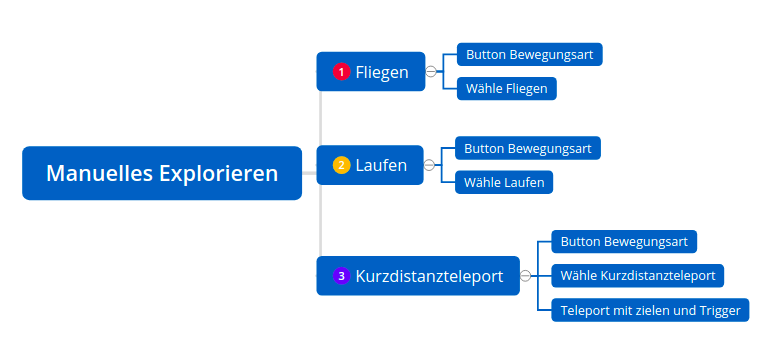 Manuelles Explorieren
1 Fliegen
Button Bewegungsart
Wähle Fliegen
2 Laufen
Button Bewegungsart
Wähle Laufen
3 Kurzdistanzteleport
Button Bewegungsart
Wähle Kurzdistanzteleport
Teleport mit zielen und Trigger